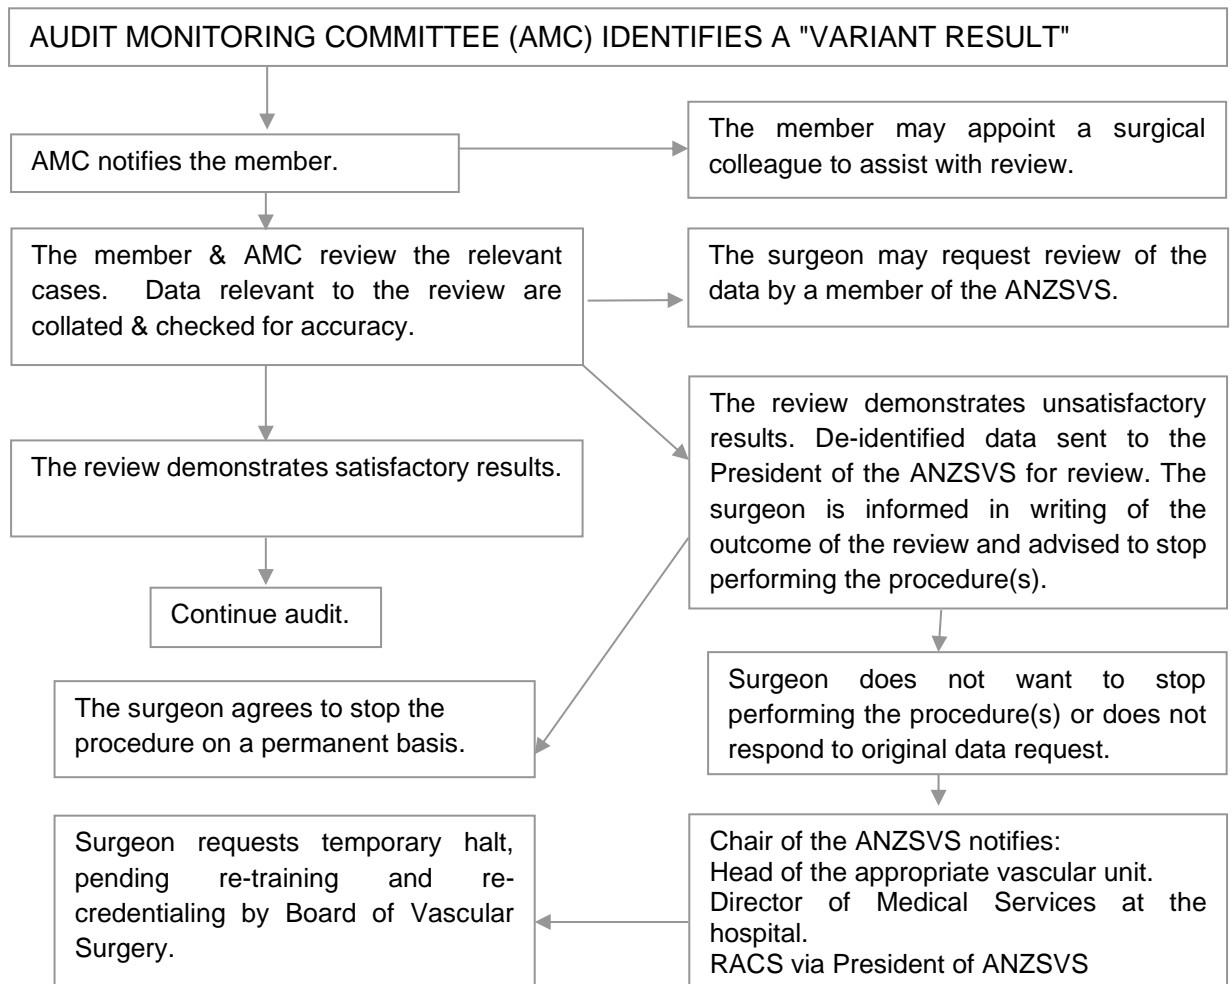 AUDIT MONITORING COMMITTEE (AMC) IDENTIFIES A "VARIANT RESULT"
AMC notifies the member.
The member may appoint a surgical
colleague to assist with review.
The member & AMC review the relevant
cases. Data relevant to the review are
collated & checked for accuracy.
The surgeon may request review of the
data by a member of the ANZSVS.
The review demonstrates satisfactory results.
The review demonstrates unsatisfactory
results. De-identified data sent to the
President of the ANZSVS for review. The
surgeon is informed in writing of the
outcome of the review and advised to stop
performing the procedure(s).
Continue audit.
The surgeon agrees to stop the
procedure on a permanent basis.
Surgeon does not want to stop
performing the procedure(s) or does not
respond to original data request.
Surgeon requests temporary halt,
pending re-training and re-
credentialing by Board of Vascular
Surgery.
Chair of the ANZSVS notifies:
Head of the appropriate vascular unit.
Director of Medical Services at the
hospital.
RACS via President of ANZSVS